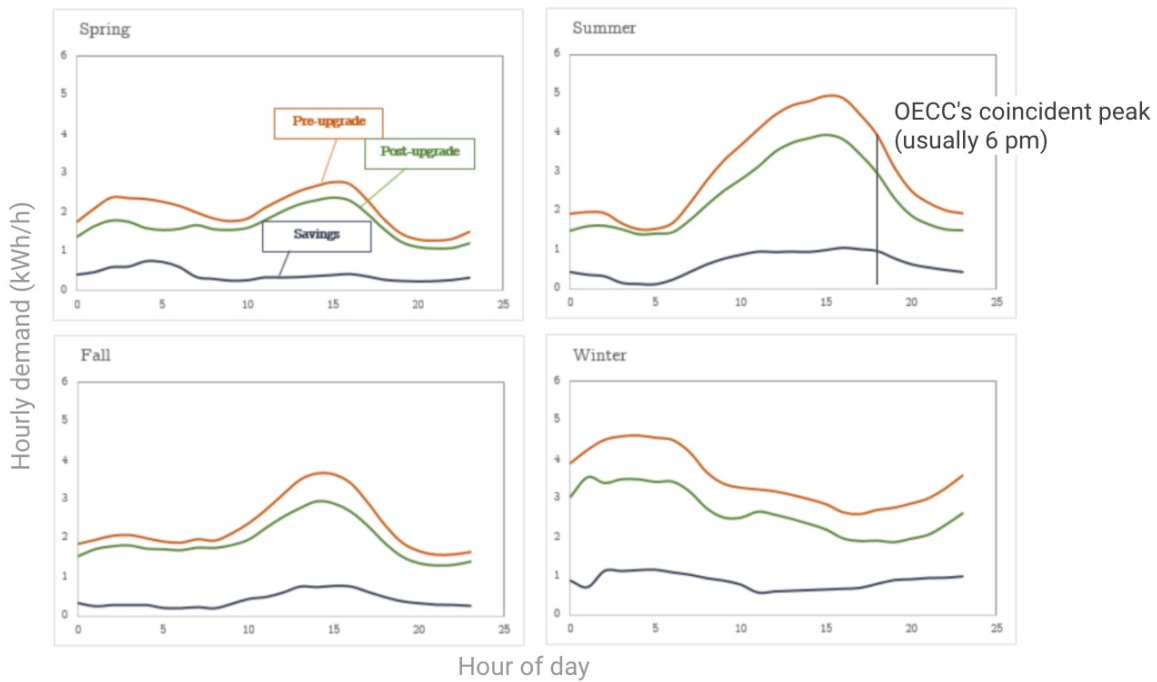 Spring
6
5
4
3
2
1
0
0 5 10 15 20 25
Pre-upgrade
Post-upgrade
Savings
Summer
6
5
4
3
2
1
0
0 5 10 15 20 25
OECC's coincident peak
(usually 6 pm)
Hourly demand (kWh/h)
Fall
6
5
4
3
2
1
0
0 5 10 15 20 25
Winter
6
5
4
3
2
1
0
0 5 10 15 20 25
Hour of day